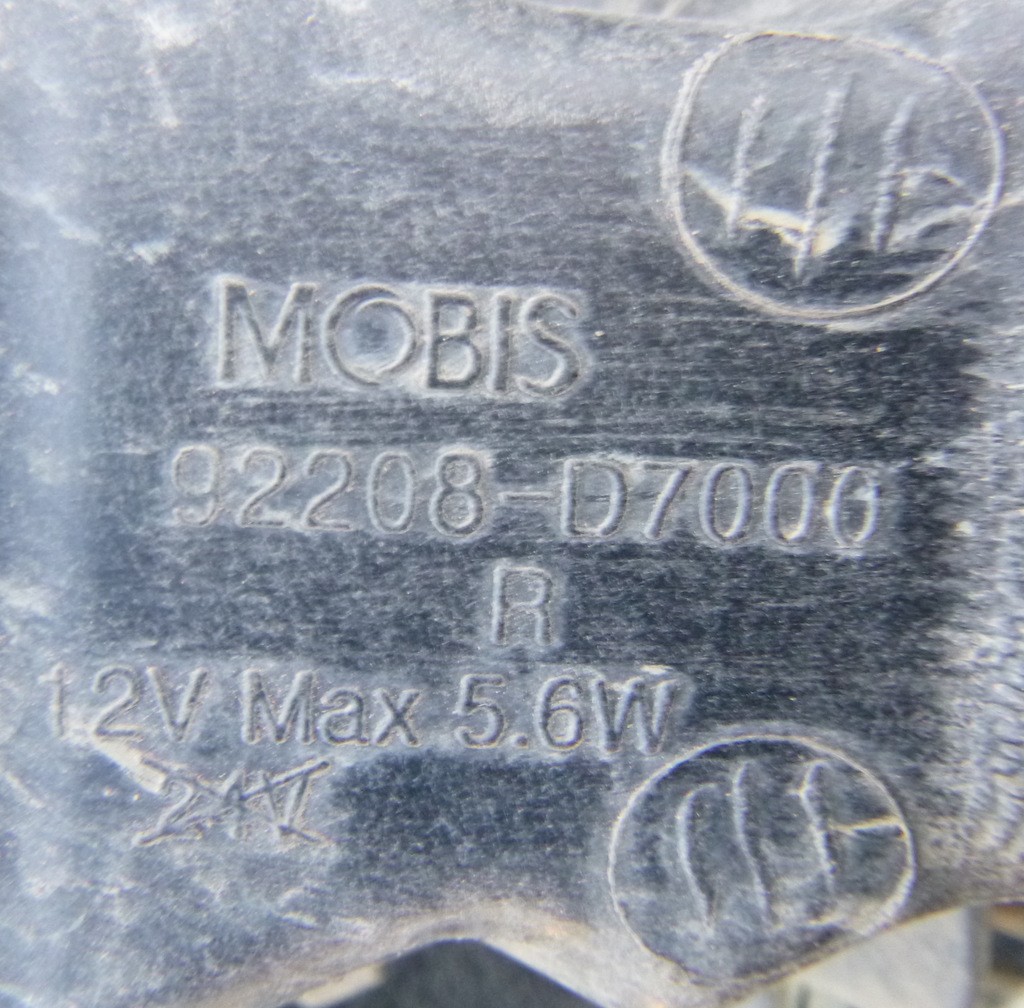 MOBIS
92208-D7000
R
12V Max 5.6W